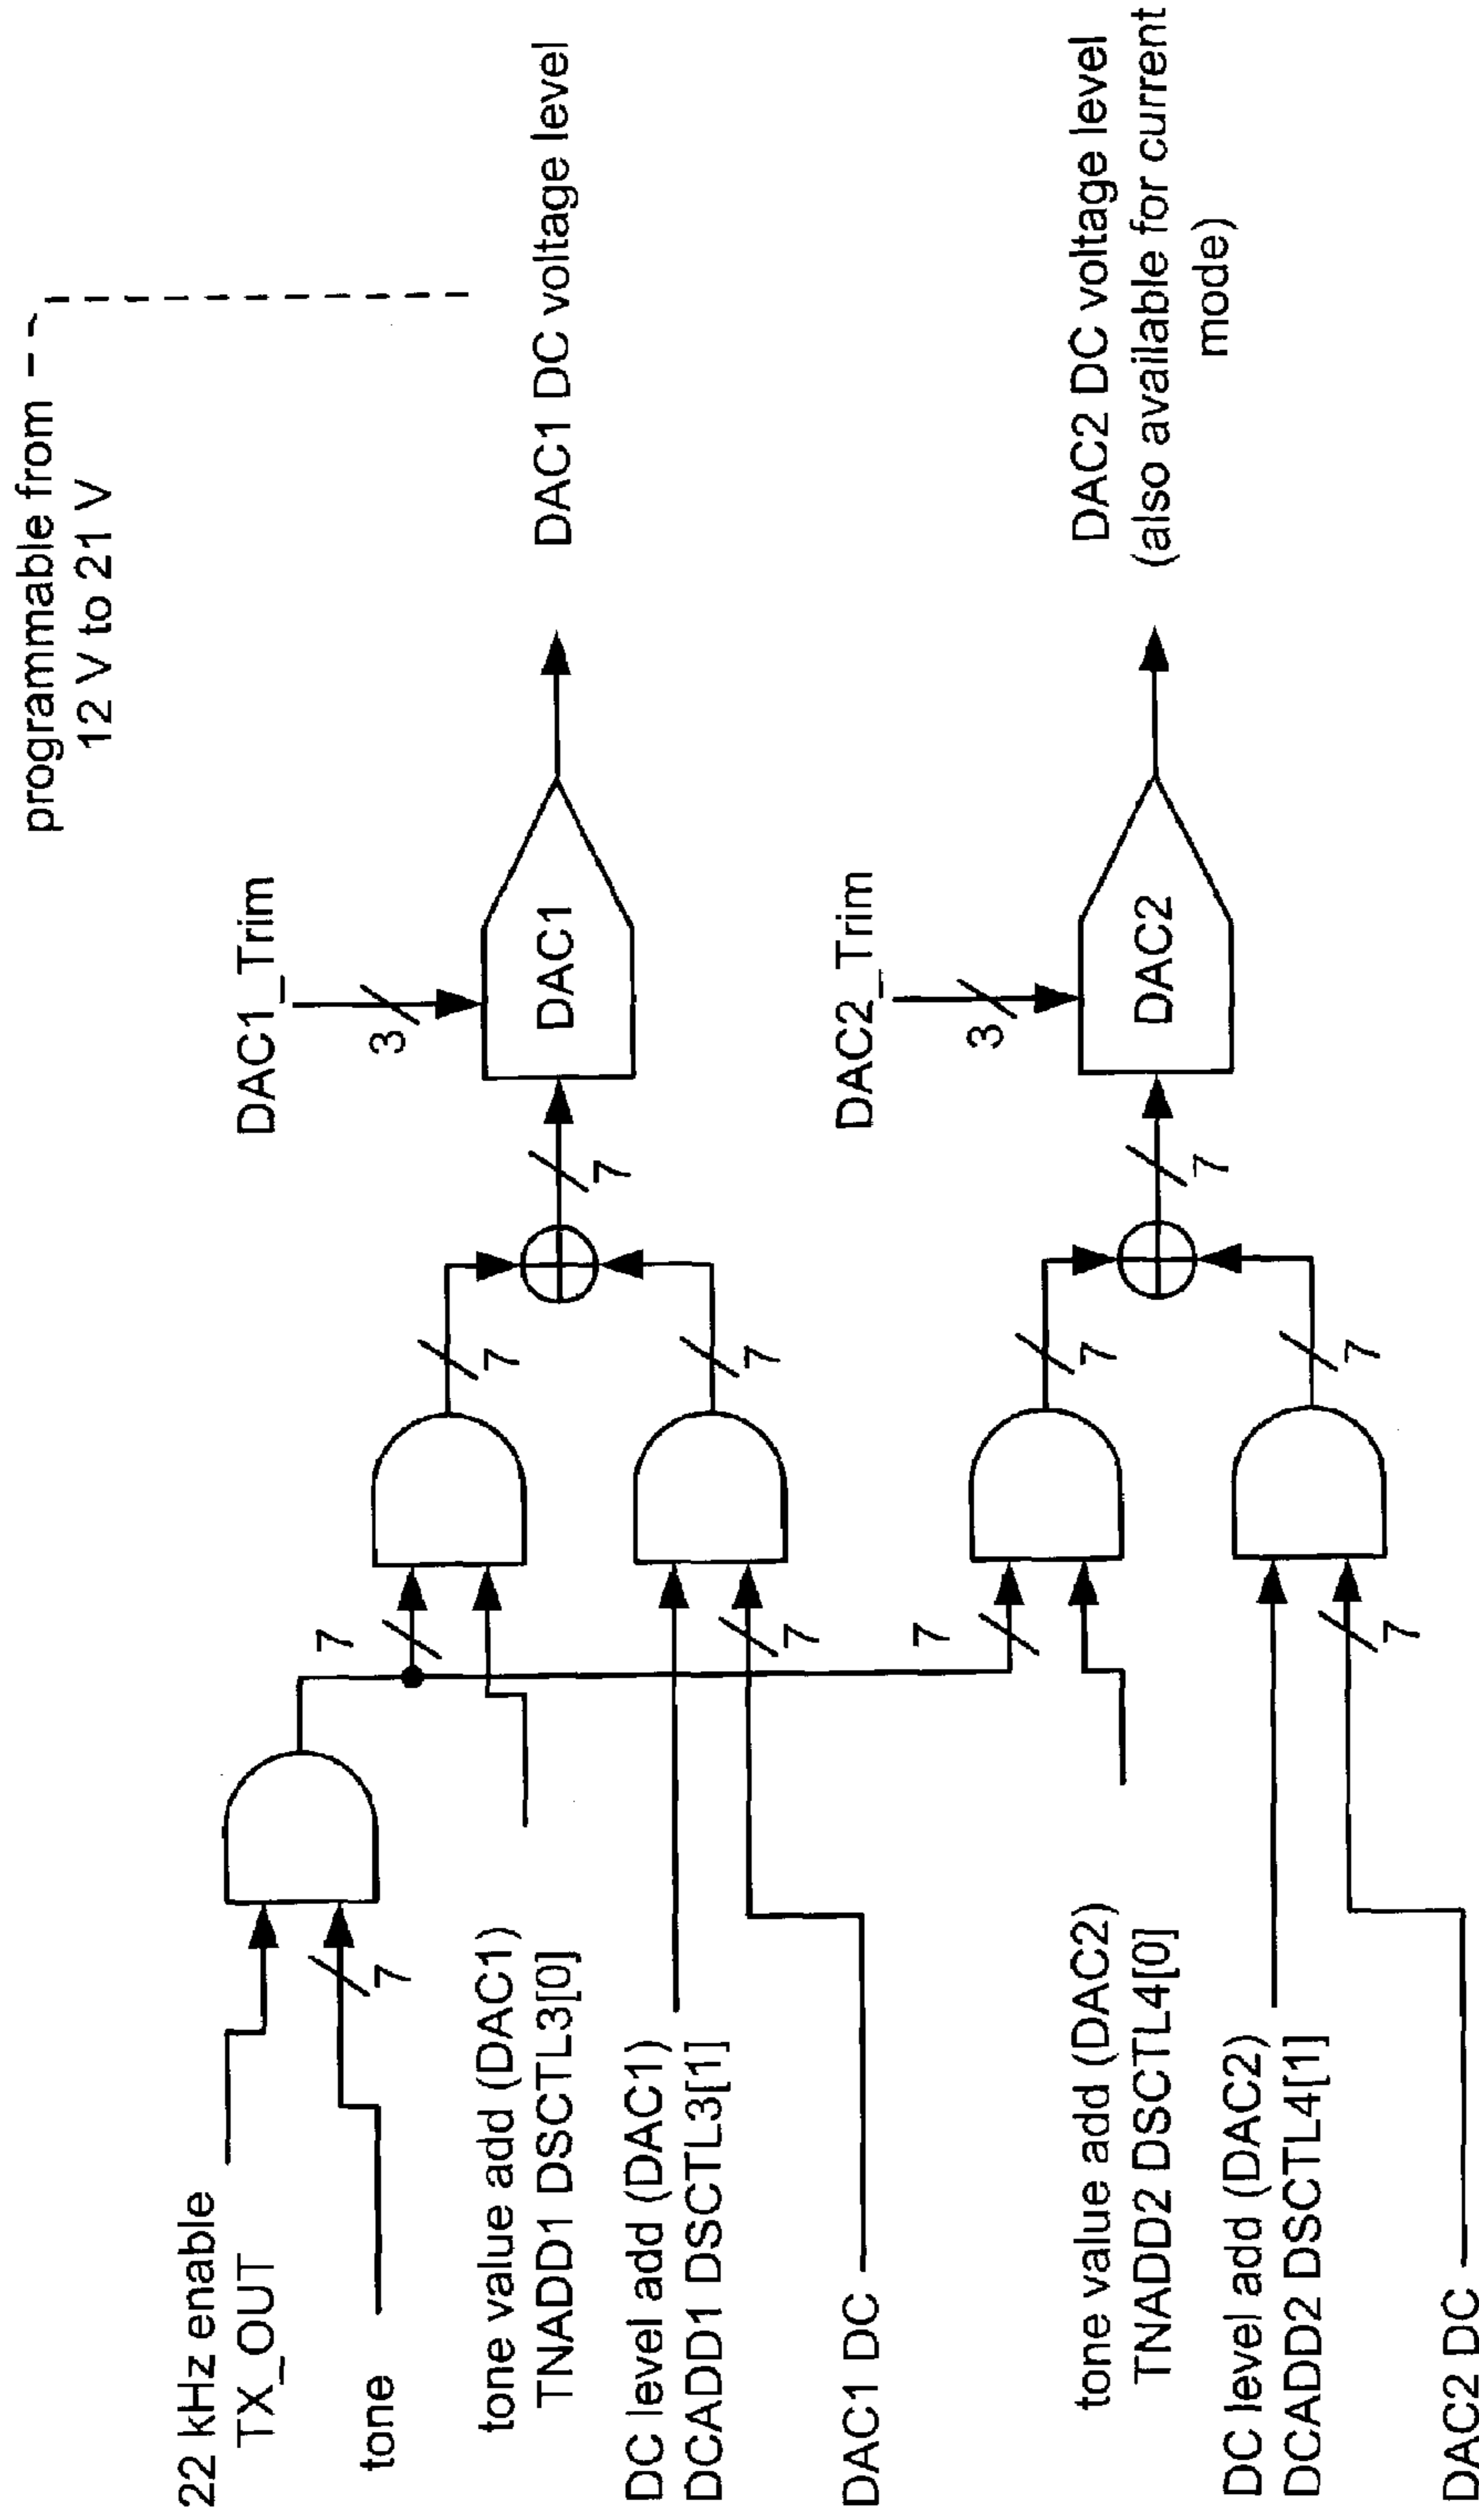 programmable from
12 V to 21 V
22 kHz enable
TX_OUT
7
DAC1_Trim
3
tone
7
7
7
DAC1
DAC1 DC voltage level
tone value add (DAC1)
TNADD1 DSCTL3[0]
7
DC level add (DAC1)
DCADD1 DSCTL3[1]
7
7
DAC1 DC
DAC2_Trim
3
7
7
DAC2
DAC2 DC voltage level
(also available for current
mode)
tone value add (DAC2)
TNADD2 DSCTL4[0]
7
DC level add (DAC2)
DCADD2 DSCTL4[1]
7
7
DAC2 DC